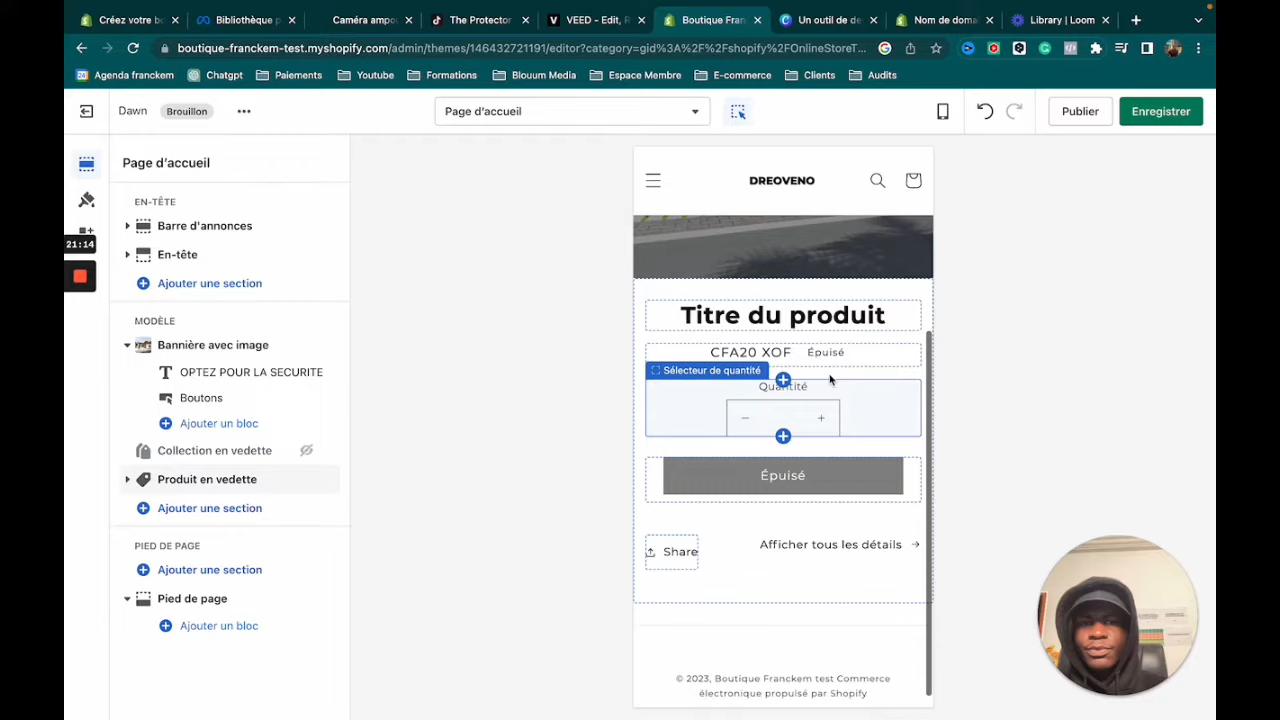 Créez votre b
Bibliothèque p
Caméra ampou
The Protector
VEED - Edit, R
Boutique Fran
Un outil de de
Nom de doma
Library | Loom
boutique-franckem-test.myshopify.com/admin/themes/146432721191/editor?category=gid%3A%2F%2Fshopify%2FOnlineStoreT...
Agenda franckem
Chatgpt
Paiements
Youtube
Formations
Blouum Media
Espace Membre
E-commerce
Clients
Audits
Dawn
Brouillon
Page d'accueil
Publier
Enregistrer
Page d'accueil
EN-TÊTE
Barre d'annonces
En-tête
Ajouter une section
21:14
MODÈLE
Bannière avec image
OPTEZ POUR LA SECURITE
Boutons
Ajouter un bloc
Collection en vedette
Produit en vedette
Ajouter une section
PIED DE PAGE
Ajouter une section
Pied de page
Ajouter un bloc
DREOVENO
Titre du produit
CFA20 XOF Épuisé
Sélecteur de quantité
Quantité
Épuisé
Share
Afficher tous les détails
© 2023, Boutique Franckem test Commerce
électronique propulsé par Shopify